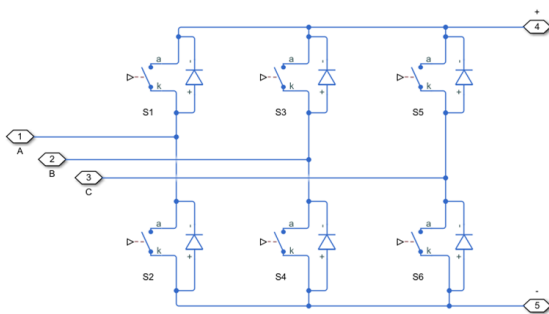 +
4
a - a - a -
k + k + k +
S1 S3 S5
1
A
2
B
3
C
a - a - a -
k + k + k +
S2 S4 S6
-
5